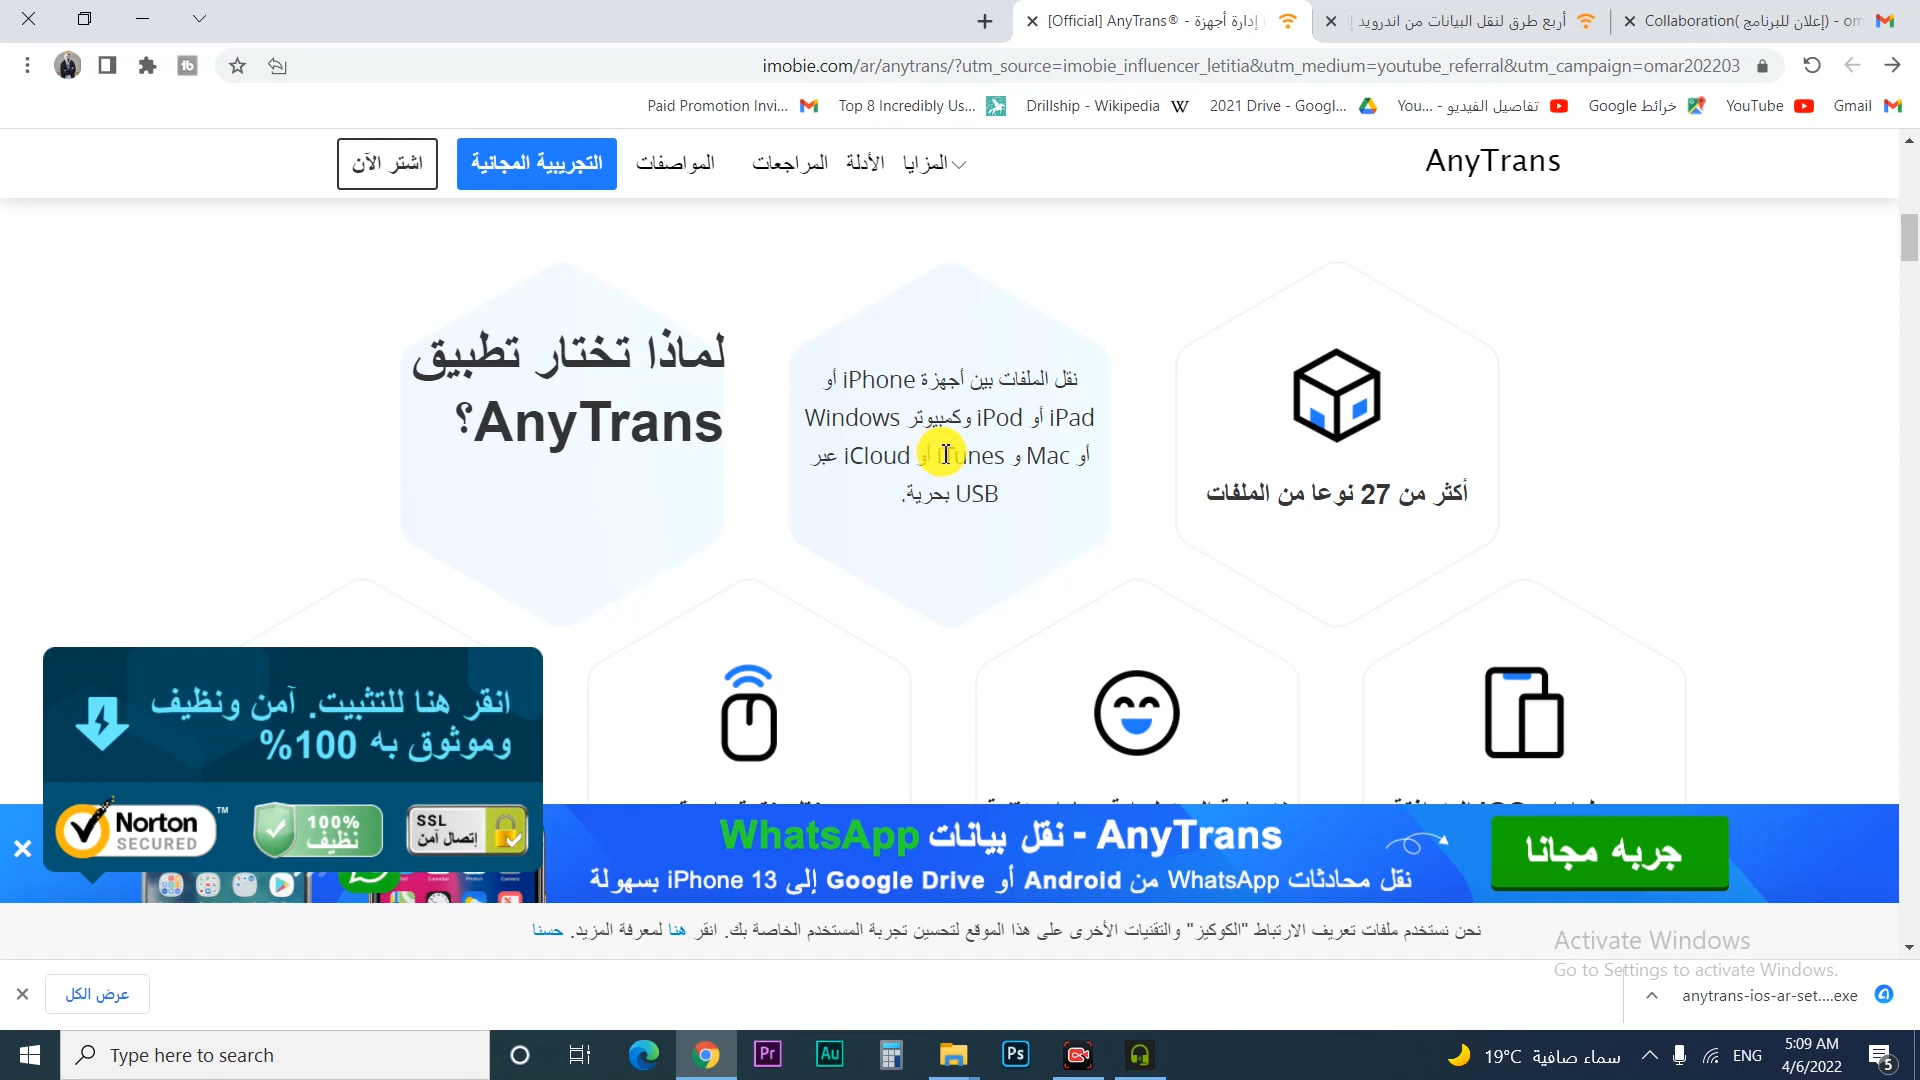 [Official] AnyTrans® - إدارة أجهزة
أربع طرق لنقل البيانات من اندرويد
Collaboration( إعلان للبرنامج) - om
imobie.com/ar/anytrans/?utm_source=imobie_influencer_letitia&utm_medium=youtube_referral&utm_campaign=omar202203
Paid Promotion Invi...
Top 8 Incredibly Us...
Drillship - Wikipedia
2021 Drive - Googl...
تفاصيل الفيديو - You...
خرائط Google
YouTube
Gmail
AnyTrans
المزايا
الأدلة
المراجعات
المواصفات
التجريبية المجانية
اشتر الآن
أكثر من 27 نوعا من الملفات
نقل الملفات بين أجهزة iPhone أو
iPad أو iPod وكمبيوتر Windows
أو Mac و iTunes أو iCloud عبر
USB بحرية.
لماذا تختار تطبيق
AnyTrans؟
انقر هنا للتثبيت. آمن ونظيف
وموثوق به 100%
Norton
SECURED
TM
100%
نظيف
SSL
إتصال آمن
AnyTrans - نقل بيانات WhatsApp
نقل محادثات WhatsApp من Android أو Google Drive إلى iPhone 13 بسهولة
جربه مجانا
نحن نستخدم ملفات تعريف الارتباط "الكوكيز" والتقنيات الأخرى على هذا الموقع لتحسين تجربة المستخدم الخاصة بك. انقر هنا لمعرفة المزيد. حسنا
Activate Windows
Go to Settings to activate Windows.
anytrans-ios-ar-set....exe
عرض الكل
Type here to search
Pr
Au
Ps
19°C سماء صافية
ENG
5:09 AM
4/6/2022
5